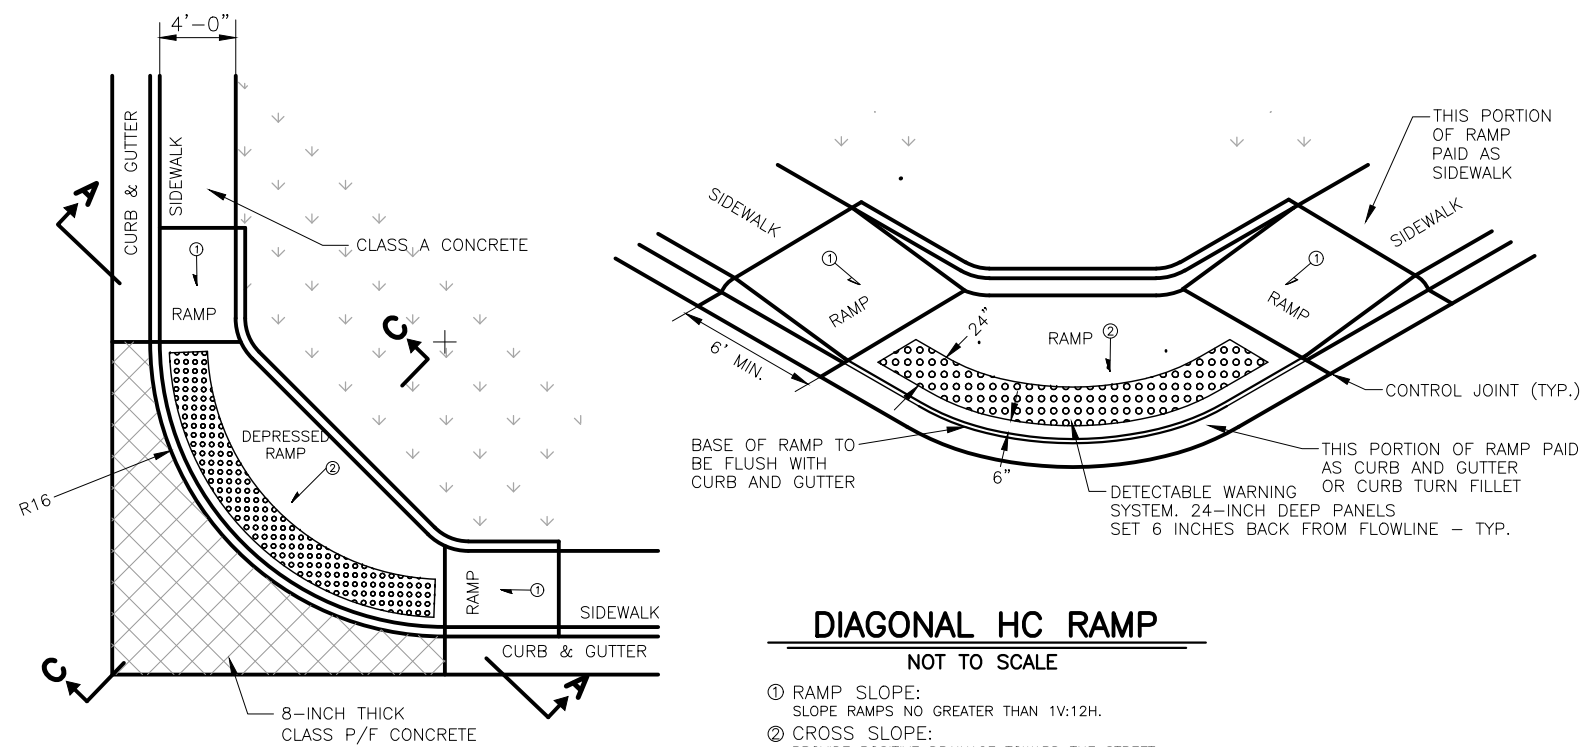 4'-0"
CURB & GUTTER
SIDEWALK
A
CLASS A CONCRETE
①
RAMP
C
DEPRESSED
RAMP
②
R16
RAMP
①
SIDEWALK
CURB & GUTTER
C
A
8-INCH THICK
CLASS P/F CONCRETE
THIS PORTION
OF RAMP
PAID AS
SIDEWALK
SIDEWALK
SIDEWALK
①
RAMP
①
RAMP
24"
RAMP ②
6' MIN.
CONTROL JOINT (TYP.)
BASE OF RAMP TO
BE FLUSH WITH
CURB AND GUTTER
6"
THIS PORTION OF RAMP PAID
AS CURB AND GUTTER
OR CURB TURN FILLET
DETECTABLE WARNING
SYSTEM. 24-INCH DEEP PANELS
SET 6 INCHES BACK FROM FLOWLINE - TYP.
DIAGONAL HC RAMP
NOT TO SCALE
① RAMP SLOPE:
SLOPE RAMPS NO GREATER THAN 1V:12H.
② CROSS SLOPE: